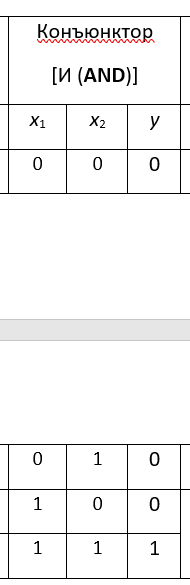 Конъюнктор
[И (AND)]
x₁ x₂ y
0 0 0
0 1 0
1 0 0
1 1 1